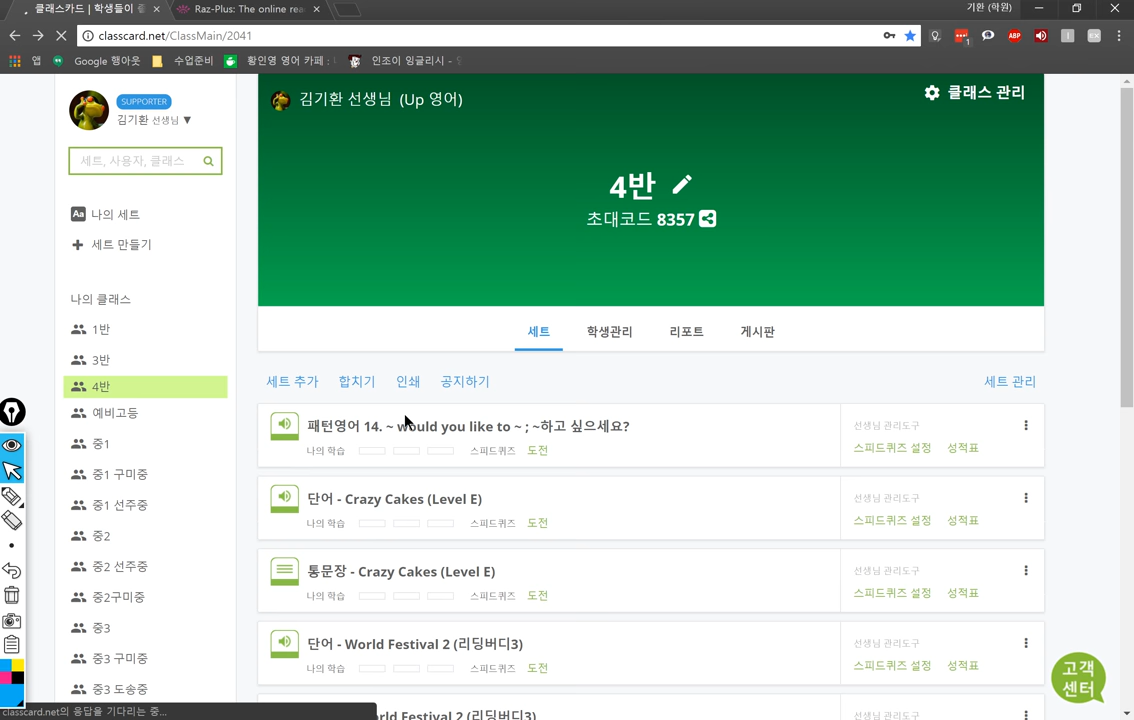 클래스카드 | 학생들이 클
Raz-Plus: The online rea
기환 (학원)
classcard.net/ClassMain/2041
앱
Google 행아웃
수업준비
황인영 영어 카페 :
인조이 잉글리시 -
SUPPORTER
김기환 선생님 ▼
세트, 사용자, 클래스
Aa 나의 세트
세트 만들기
나의 클래스
1반
3반
4반
예비고등
중1
중1 구미중
중1 선주중
중2
중2 선주중
중2구미중
중3
중3 구미중
중3 도송중
김기환 선생님 (Up 영어)
클래스 관리
4반
초대코드 8357
세트 학생관리 리포트 게시판
세트 추가 합치기 인쇄 공지하기 세트 관리
패턴영어 14. ~ would you like to ~ ; ~하고 싶으세요?
나의 학습 스피드퀴즈 도전
선생님 관리도구
스피드퀴즈 설정 성적표
단어 - Crazy Cakes (Level E)
나의 학습 스피드퀴즈 도전
선생님 관리도구
스피드퀴즈 설정 성적표
통문장 - Crazy Cakes (Level E)
나의 학습 스피드퀴즈 도전
선생님 관리도구
스피드퀴즈 설정 성적표
단어 - World Festival 2 (리딩버디3)
나의 학습 스피드퀴즈 도전
선생님 관리도구
스피드퀴즈 설정 성적표
Festival 2 (리딩버디3)
고객
센터
classcard.net의 응답을 기다리는 중...